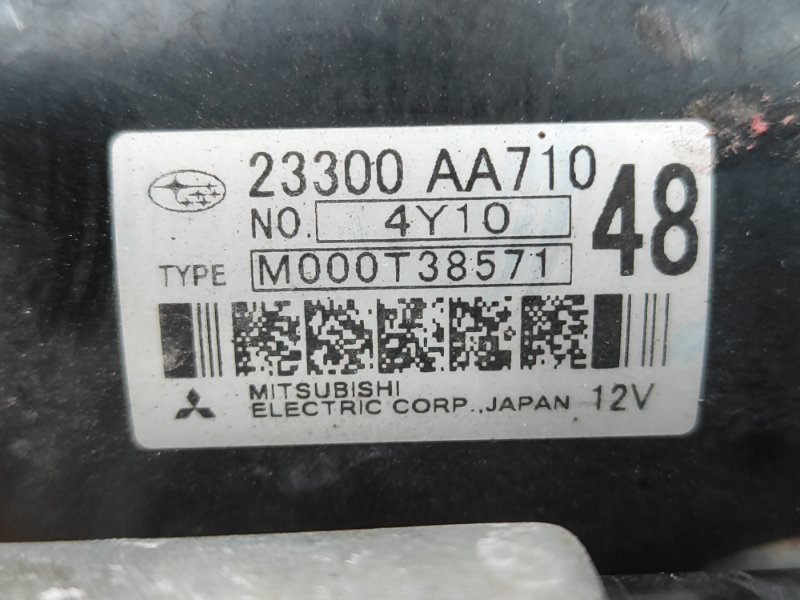 23300 AA710
NO. 4Y10
48
TYPE M000T38571
MITSUBISHI
ELECTRIC CORP., JAPAN 12V